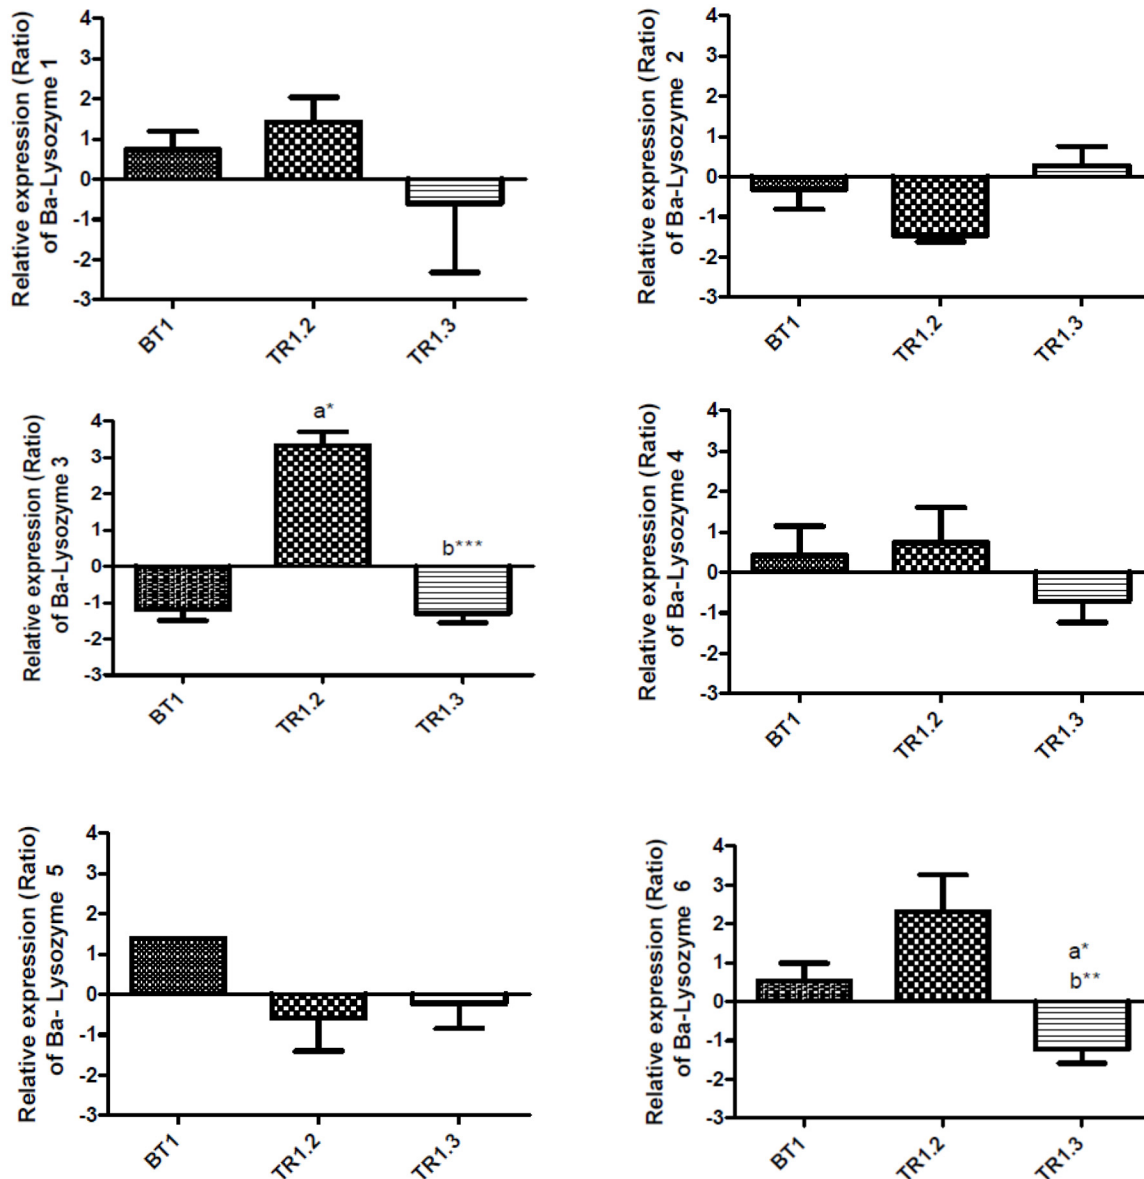 Relative expression (Ratio)
of Ba-Lysozyme 1
4
3
2
1
0
-1
-2
-3
BT1
TR1.2
TR1.3
Relative expression (Ratio)
of Ba-Lysozyme 2
4
3
2
1
0
-1
-2
-3
BT1
TR1.2
TR1.3
Relative expression (Ratio)
of Ba-Lysozyme 3
4
3
2
1
0
-1
-2
-3
a*
b***
BT1
TR1.2
TR1.3
Relative expression (Ratio)
of Ba-Lysozyme 4
4
3
2
1
0
-1
-2
-3
BT1
TR1.2
TR1.3
Relative expression (Ratio)
of Ba- Lysozyme 5
4
3
2
1
0
-1
-2
-3
BT1
TR1.2
TR1.3
Relative expression (Ratio)
of Ba-Lysozyme 6
4
3
2
1
0
-1
-2
-3
a*
b**
BT1
TR1.2
TR1.3